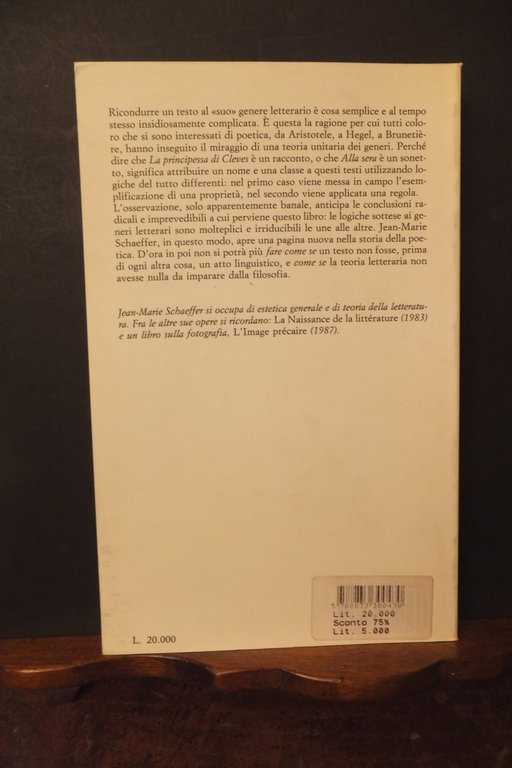 Ricondurre un testo al «suo» genere letterario è cosa semplice e al tempo
stesso insidiosamente complicata. È questa la ragione per cui tutti colo-
ro che si sono interessati di poetica, da Aristotele, a Hegel, a Brunetiè-
re, hanno inseguito il miraggio di una teoria unitaria dei generi. Perché
dire che La principessa di Cleves è un racconto, o che Alla sera è un sonet-
to, significa attribuire un nome e una classe a questi testi utilizzando lo-
giche del tutto differenti: nel primo caso viene messa in campo l'esem-
plificazione di una proprietà, nel secondo viene applicata una regola.
L'osservazione, solo apparentemente banale, anticipa le conclusioni ra-
dicali e imprevedibili a cui perviene questo libro: le logiche sottese ai ge-
neri letterari sono molteplici e irriducibili le une alle altre. Jean-Marie
Schaeffer, in questo modo, apre una pagina nuova nella storia della poe-
tica. D'ora in poi non si potrà più fare come se un testo non fosse, prima
di ogni altra cosa, un atto linguistico, e come se la teoria letteraria non
avesse nulla da imparare dalla filosofia.
Jean-Marie Schaeffer si occupa di estetica generale e di teoria della letteratu-
ra. Fra le altre sue opere si ricordano: La Naissance de la littérature (1983)
e un libro sulla fotografia, L'Image précaire (1987).
L. 20.000
Lit. 20.000
Sconto 75%
Lit. 5.000